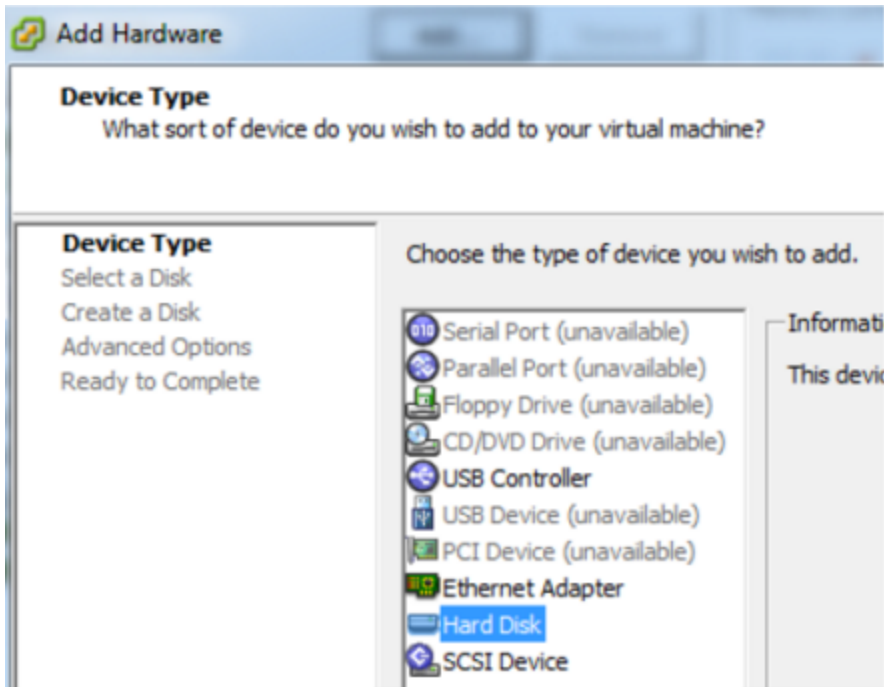 Add Hardware
Device Type
What sort of device do you wish to add to your virtual machine?
Device Type
Select a Disk
Create a Disk
Advanced Options
Ready to Complete
Choose the type of device you wish to add.
Serial Port (unavailable)
Parallel Port (unavailable)
Floppy Drive (unavailable)
CD/DVD Drive (unavailable)
USB Controller
USB Device (unavailable)
PCI Device (unavailable)
Ethernet Adapter
Hard Disk
SCSI Device
Informati
This devic